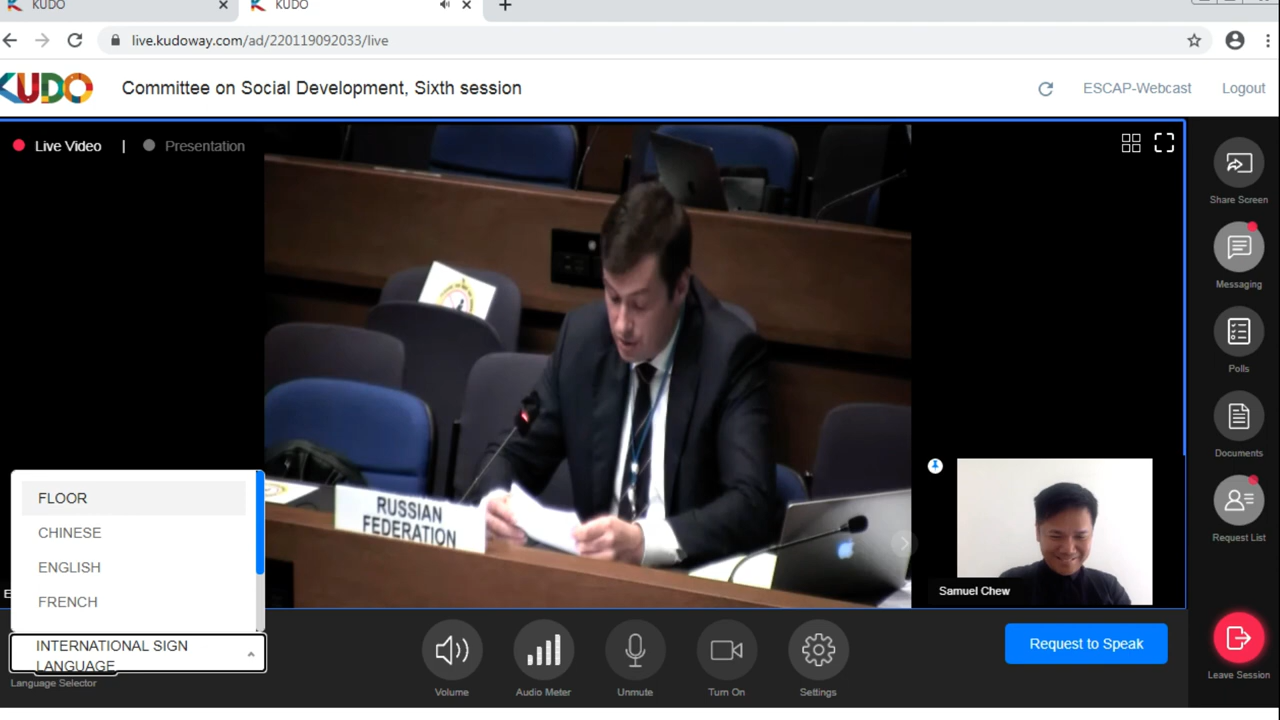 KUDO
KUDO
live.kudoway.com/ad/220119092033/live
KUDO
Committee on Social Development, Sixth session
ESCAP-Webcast
Logout
Live Video | Presentation
Share Screen
Messaging
Polls
Documents
Request List
Leave Session
RUSSIAN
FEDERATION
Samuel Chew
FLOOR
CHINESE
ENGLISH
FRENCH
INTERNATIONAL SIGN
LANGUAGE
Language Selector
Volume
Audio Meter
Unmute
Turn On
Settings
Request to Speak